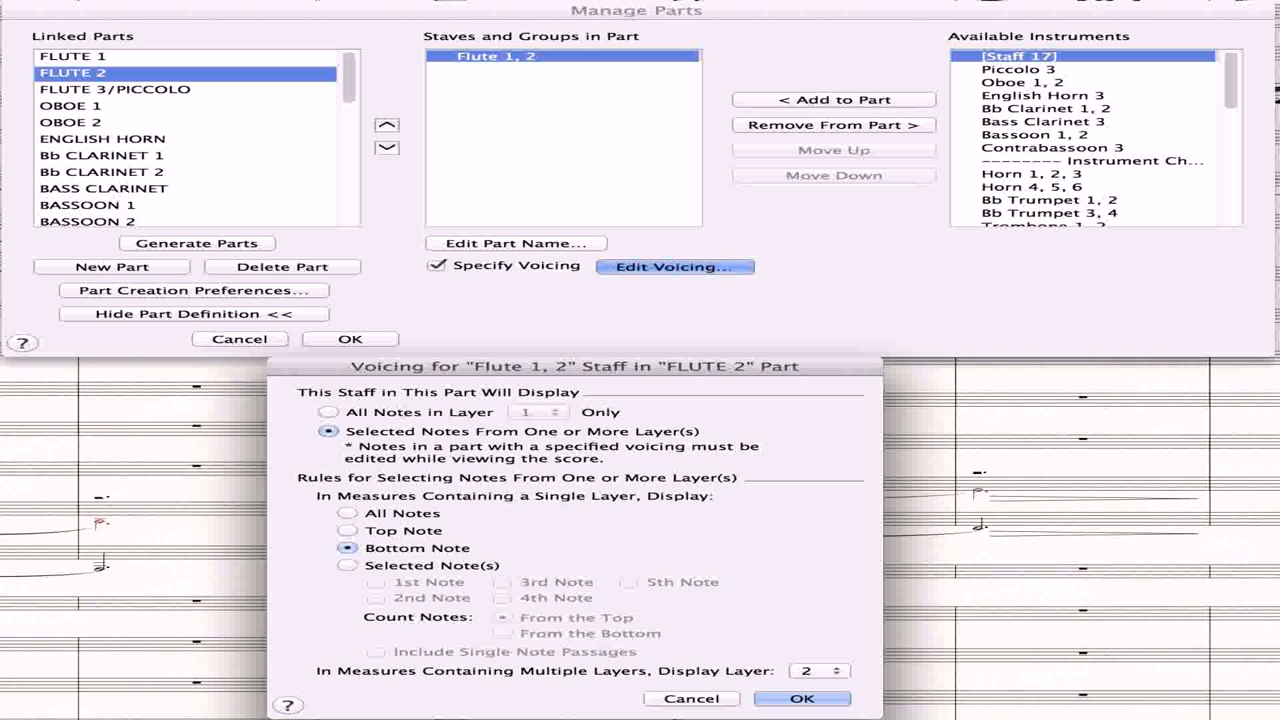 Manage Parts
Linked Parts
FLUTE 1
FLUTE 2
FLUTE 3/PICCOLO
OBOE 1
OBOE 2
ENGLISH HORN
Bb CLARINET 1
Bb CLARINET 2
BASS CLARINET
BASSOON 1
BASSOON 2
Generate Parts
New Part
Delete Part
Part Creation Preferences...
Hide Part Definition <<
?
Cancel
OK
Staves and Groups in Part
Flute 1, 2
Edit Part Name...
Specify Voicing
Edit Voicing...
< Add to Part
Remove From Part >
Move Up
Move Down
Available Instruments
[Staff 17]
Piccolo 3
Oboe 1, 2
English Horn 3
Bb Clarinet 1, 2
Bass Clarinet 3
Bassoon 1, 2
Contrabassoon 3
-------- Instrument Ch...
Horn 1, 2, 3
Horn 4, 5, 6
Bb Trumpet 1, 2
Bb Trumpet 3, 4
Trombone 1, 2
Voicing for "Flute 1, 2" Staff in "FLUTE 2" Part
This Staff in This Part Will Display
All Notes in Layer 1 Only
Selected Notes From One or More Layer(s)
* Notes in a part with a specified voicing must be
edited while viewing the score.
Rules for Selecting Notes From One or More Layer(s)
In Measures Containing a Single Layer, Display:
All Notes
Top Note
Bottom Note
Selected Note(s)
1st Note 3rd Note 5th Note
2nd Note 4th Note
Count Notes: From the Top
From the Bottom
Include Single Note Passages
In Measures Containing Multiple Layers, Display Layer: 2
?
Cancel
OK